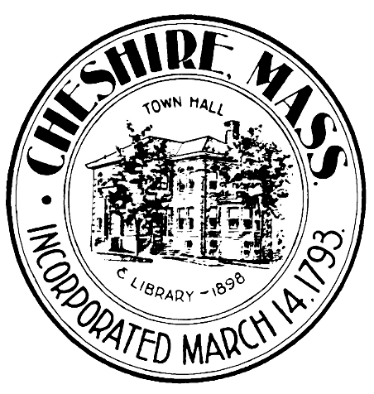 CHESHIRE, MASS.
TOWN HALL
& LIBRARY - 1898
• INCORPORATED MARCH 14. 1793.